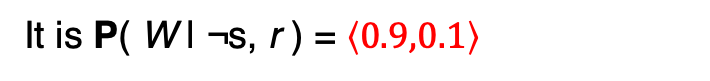 It is P( W | ¬s, r ) = ⟨0.9,0.1⟩